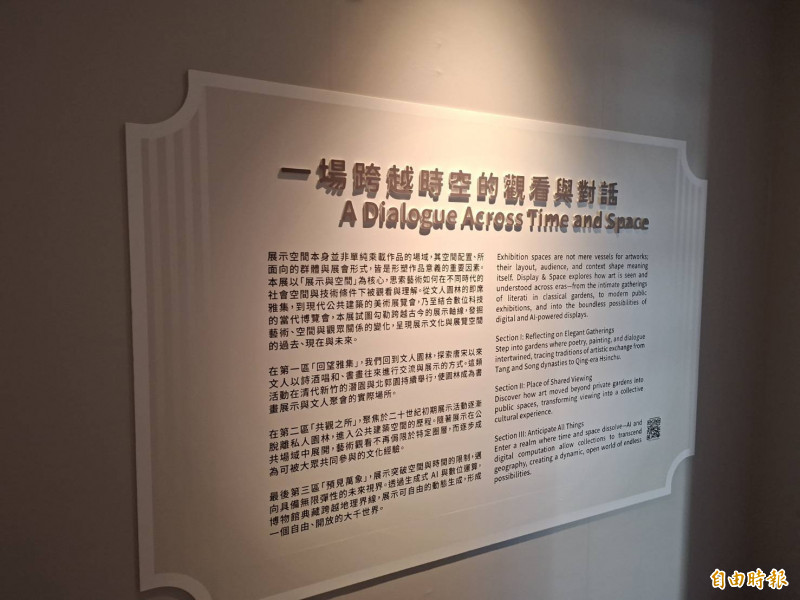 一場跨越時空的觀看與對話
A Dialogue Across Time and Space
展示空間本身並非單純乘載作品的場域，其空間配置、所
面向的群體與展會形式，皆是形塑作品意義的重要因素。
本展以「展示與空間」為核心，思索藝術如何在不同時代的
社會空間與技術條件下被觀看與理解。從文人園林的即席
雅集，到現代公共建築的美術展覽會，乃至結合數位科技
的當代博覽會，本展試圖勾勒跨越古今的展示軸線，發掘
藝術、空間與觀眾關係的變化，呈現展示文化與展覽空間
的過去、現在與未來。
在第一區「回望雅集」，我們回到文人園林，探索唐宋以來
文人以詩酒唱和、書畫往來進行交流與展示的方式。這類
活動在清代新竹的潛園與北郭園持續舉行，使園林成為書
畫展示與文人聚會的實際場所。
在第二區「共觀之所」，聚焦於二十世紀初期展示活動逐漸
脫離私人園林，進入公共建築空間的歷程。隨著展示在公
共場域中展開，藝術觀看不再侷限於特定圈層，而逐步成
為可被大眾共同參與的文化經驗。
最後第三區「預見萬象」，展示突破空間與時間的限制，邁
向具備無限彈性的未來視界。透過生成式 AI 與數位運算，
博物館典藏跨越地理界線，展示可自由的動態生成，形成
一個自由、開放的大千世界。
Exhibition spaces are not mere vessels for artworks;
their layout, audience, and context shape meaning
itself. Display & Space explores how art is seen and
understood across eras—from the intimate gatherings
of literati in classical gardens, to modern public
exhibitions, and into the boundless possibilities of
digital and AI-powered displays.
Section I: Reflecting on Elegant Gatherings
Step into gardens where poetry, painting, and dialogue
intertwined, tracing traditions of artistic exchange from
Tang and Song dynasties to Qing-era Hsinchu.
Section II: Place of Shared Viewing
Discover how art moved beyond private gardens into
public spaces, transforming viewing into a collective
cultural experience.
Section III: Anticipate All Things
Enter a realm where time and space dissolve—AI and
digital computation allow collections to transcend
geography, creating a dynamic, open world of endless
possibilities.
自由時報